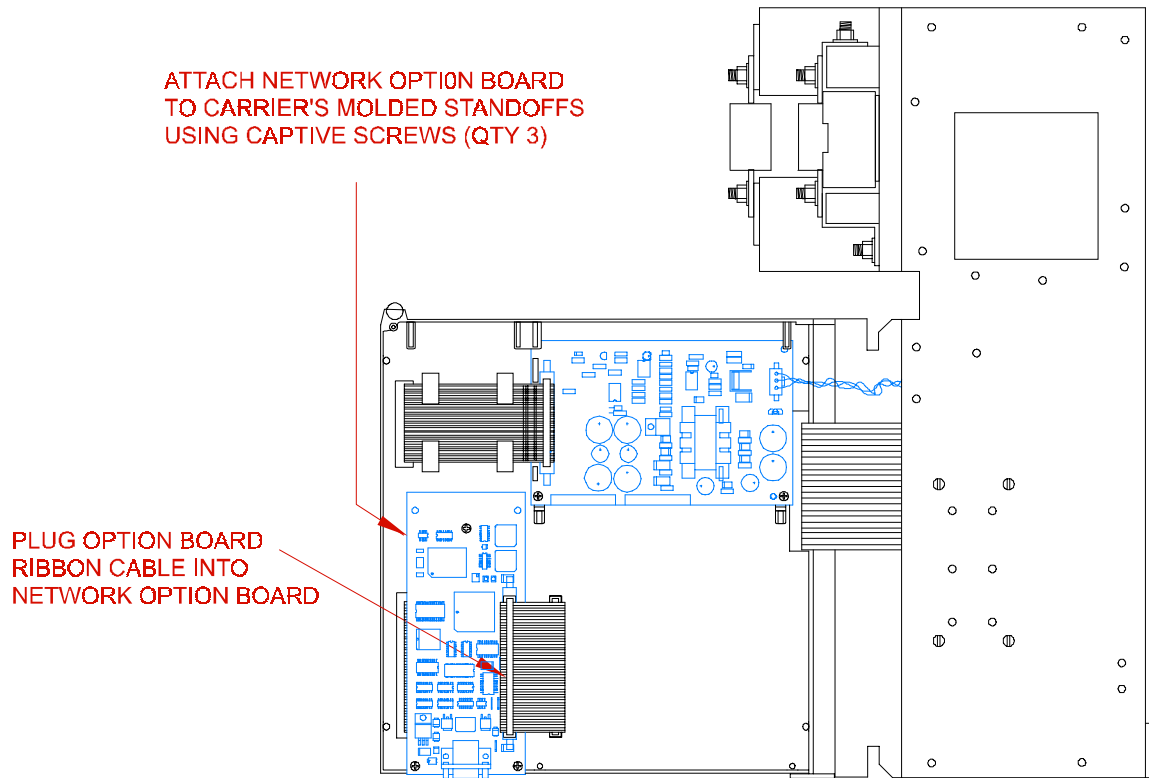 ATTACH NETWORK OPTION BOARD
TO CARRIER'S MOLDED STANDOFFS
USING CAPTIVE SCREWS (QTY 3)
PLUG OPTION BOARD
RIBBON CABLE INTO
NETWORK OPTION BOARD